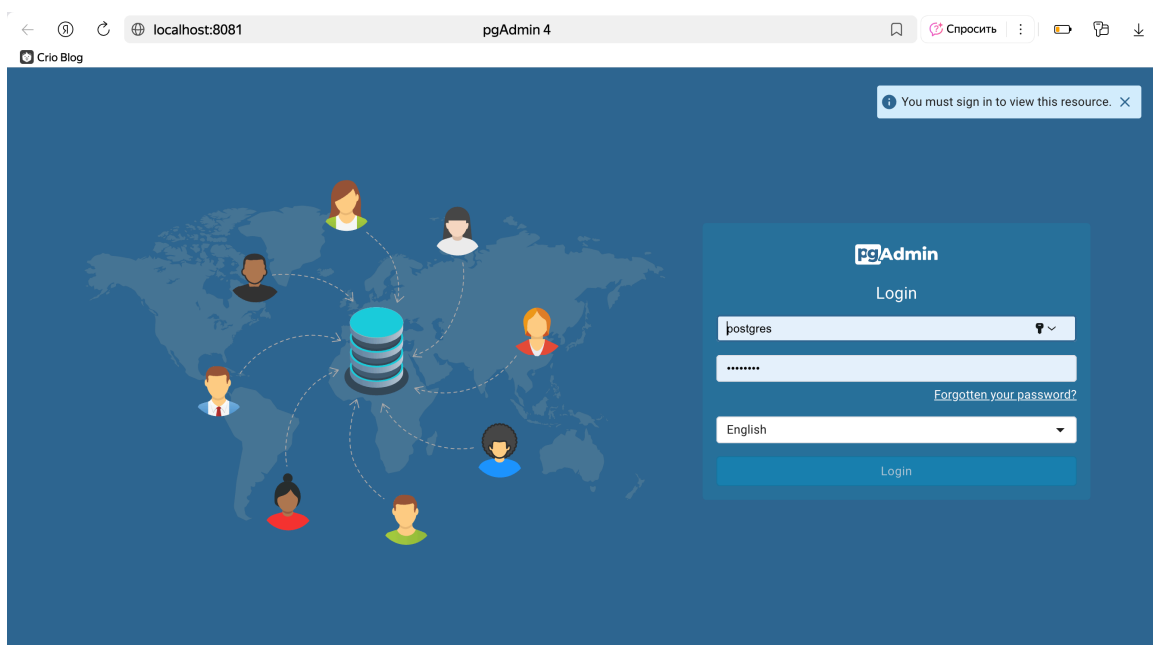 localhost:8081
pgAdmin 4
Спросить
Crio Blog
You must sign in to view this resource.
pgAdmin
Login
postgres
••••••••
Forgotten your password?
English
Login